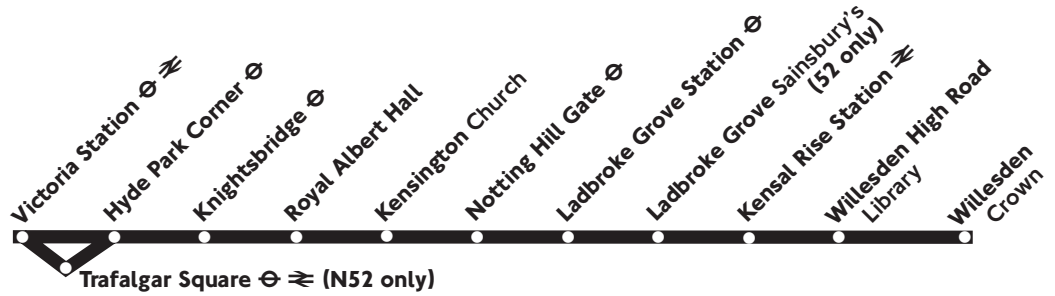 Victoria Station
Hyde Park Corner
Knightsbridge
Royal Albert Hall
Kensington Church
Notting Hill Gate
Ladbroke Grove Station
Ladbroke Grove Sainsbury's
(52 only)
Kensal Rise Station
Willesden High Road
Library
Willesden
Crown
Trafalgar Square (N52 only)